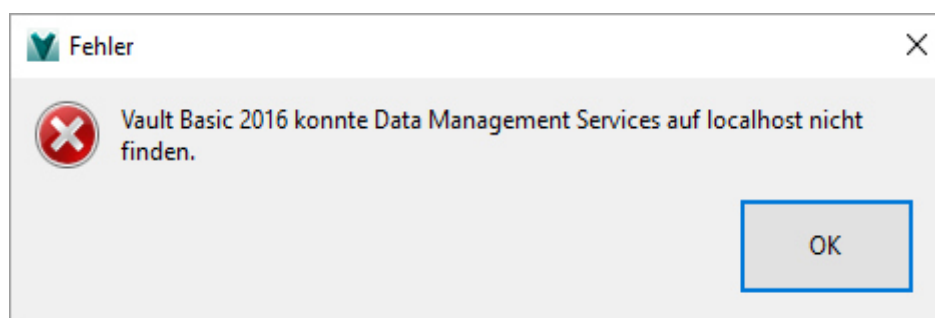 Fehler
Vault Basic 2016 konnte Data Management Services auf localhost nicht
finden.
OK